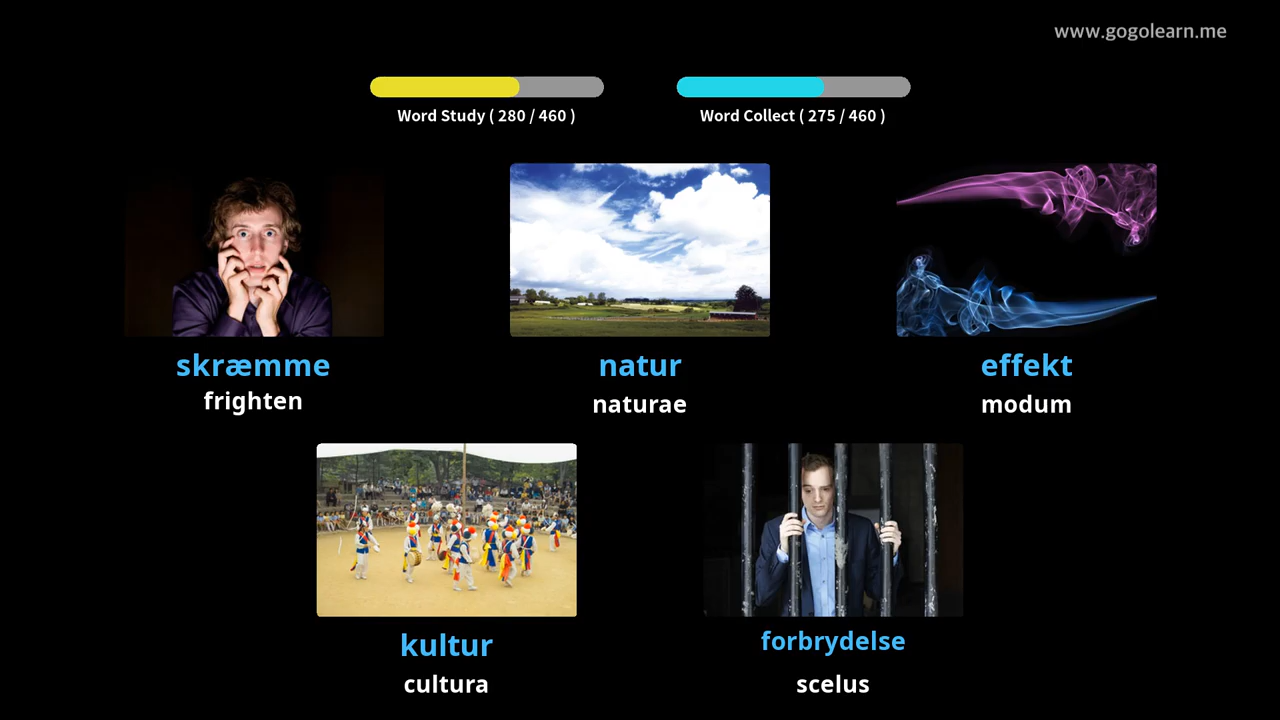 www.gogolearn.me
Word Study ( 280 / 460 )
Word Collect ( 275 / 460 )
skræmme
frighten
natur
naturae
effekt
modum
kultur
cultura
forbrydelse
scelus